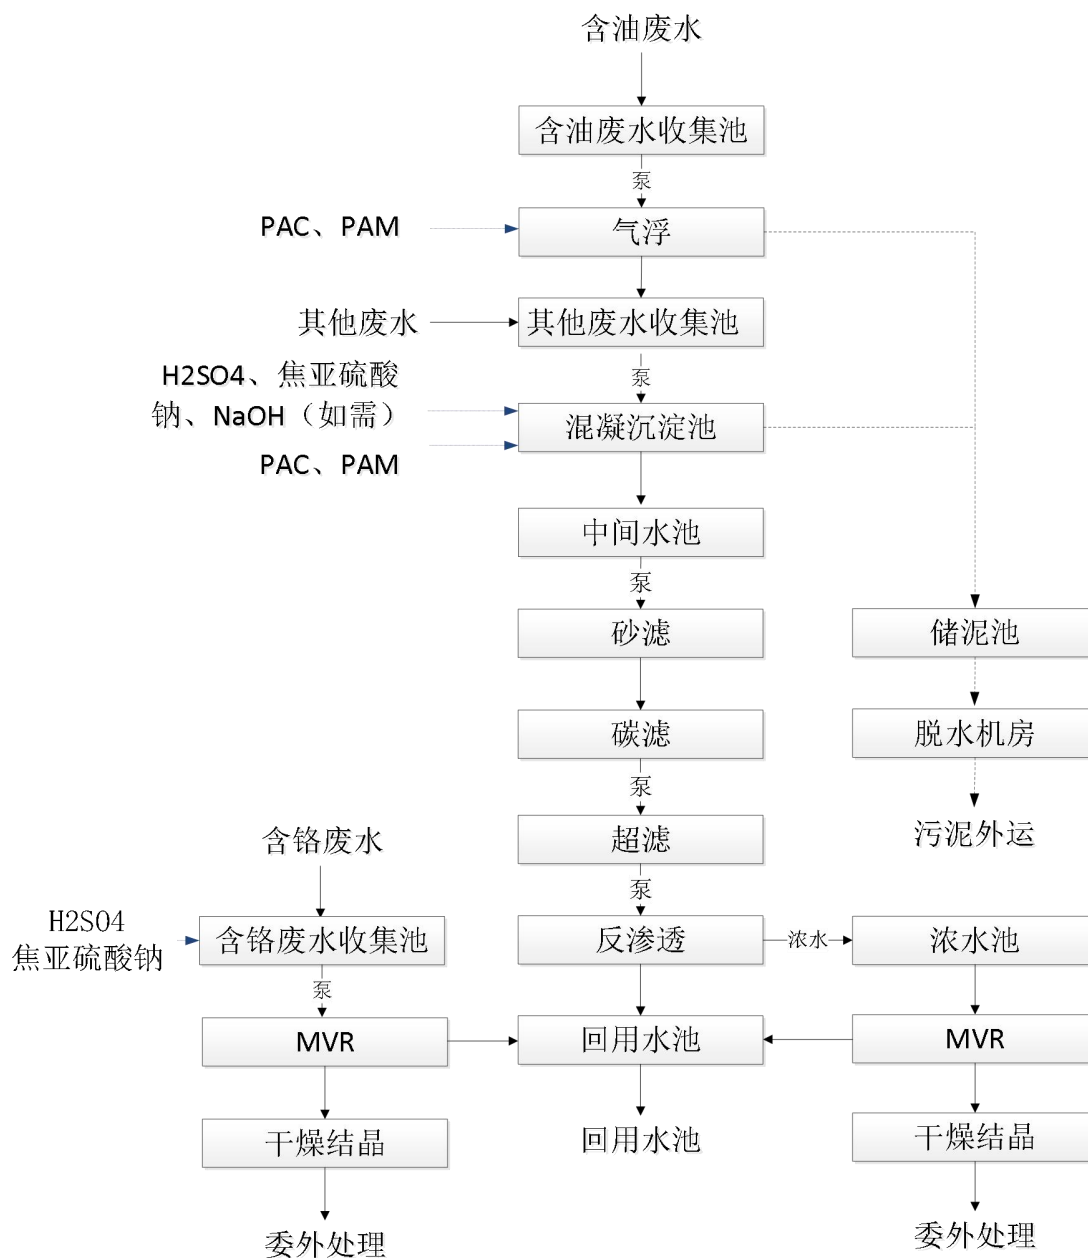 含油废水
含油废水收集池
泵
PAC、PAM
气浮
其他废水
其他废水收集池
泵
H2SO4、焦亚硫酸
钠、NaOH（如需）
混凝沉淀池
PAC、PAM
中间水池
泵
砂滤
储泥池
碳滤
脱水机房
泵
超滤
污泥外运
含铬废水
泵
H2SO4
焦亚硫酸钠
含铬废水收集池
反渗透
浓水
浓水池
泵
MVR
回用水池
MVR
干燥结晶
回用水池
干燥结晶
委外处理
委外处理